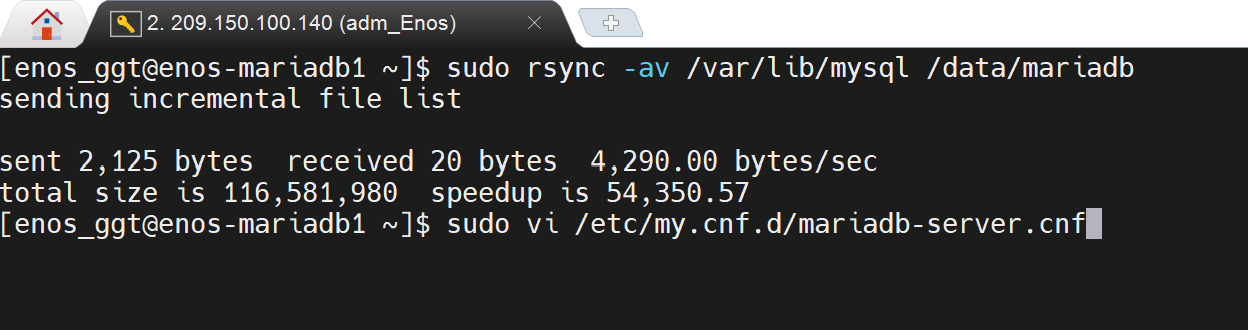 2. 209.150.100.140 (adm_Enos)
[enos_ggt@enos-mariadb1 ~]$ sudo rsync -av /var/lib/mysql /data/mariadb
sending incremental file list
sent 2,125 bytes  received 20 bytes  4,290.00 bytes/sec
total size is 116,581,980  speedup is 54,350.57
[enos_ggt@enos-mariadb1 ~]$ sudo vi /etc/my.cnf.d/mariadb-server.cnf